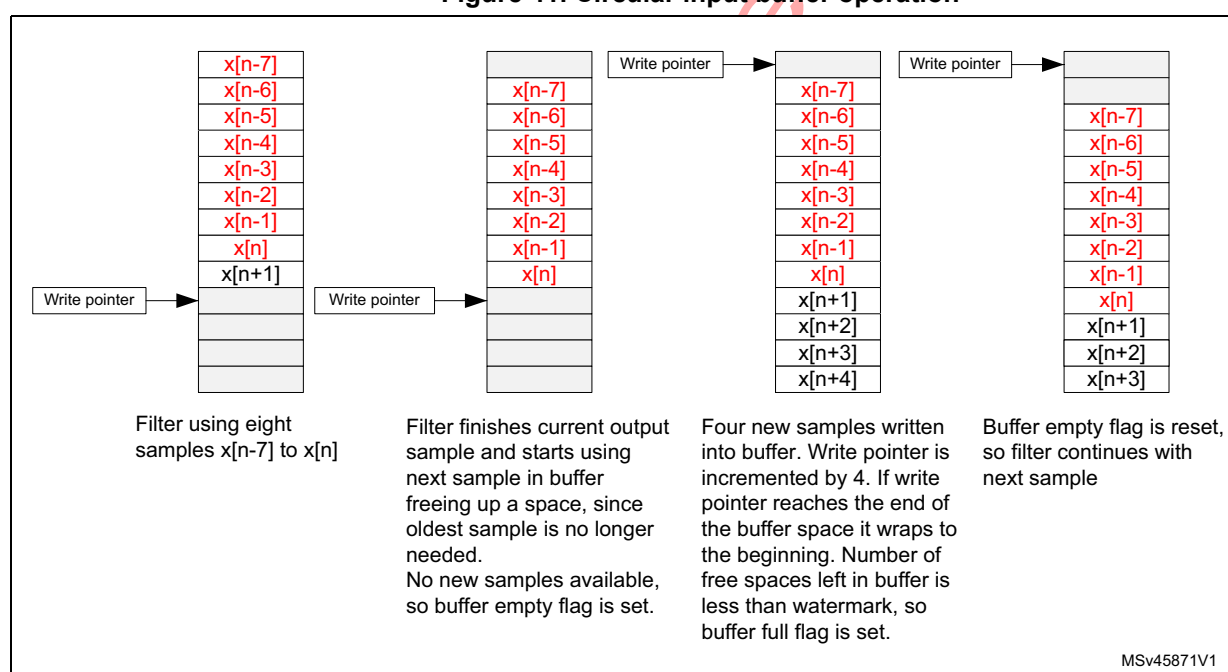 Figure 11. Circular input buffer operation
x[n-7]
x[n-6]
x[n-5]
x[n-4]
x[n-3]
x[n-2]
x[n-1]
x[n]
x[n+1]
Write pointer
Filter using eight
samples x[n-7] to x[n]
x[n-7]
x[n-6]
x[n-5]
x[n-4]
x[n-3]
x[n-2]
x[n-1]
x[n]
Write pointer
Filter finishes current output
sample and starts using
next sample in buffer
freeing up a space, since
oldest sample is no longer
needed.
No new samples available,
so buffer empty flag is set.
Write pointer
x[n-7]
x[n-6]
x[n-5]
x[n-4]
x[n-3]
x[n-2]
x[n-1]
x[n]
x[n+1]
x[n+2]
x[n+3]
x[n+4]
Four new samples written
into buffer. Write pointer is
incremented by 4. If write
pointer reaches the end of
the buffer space it wraps to
the beginning. Number of
free spaces left in buffer is
less than watermark, so
buffer full flag is set.
Write pointer
x[n-7]
x[n-6]
x[n-5]
x[n-4]
x[n-3]
x[n-2]
x[n-1]
x[n]
x[n+1]
x[n+2]
x[n+3]
Buffer empty flag is reset,
so filter continues with
next sample
MSv45871V1